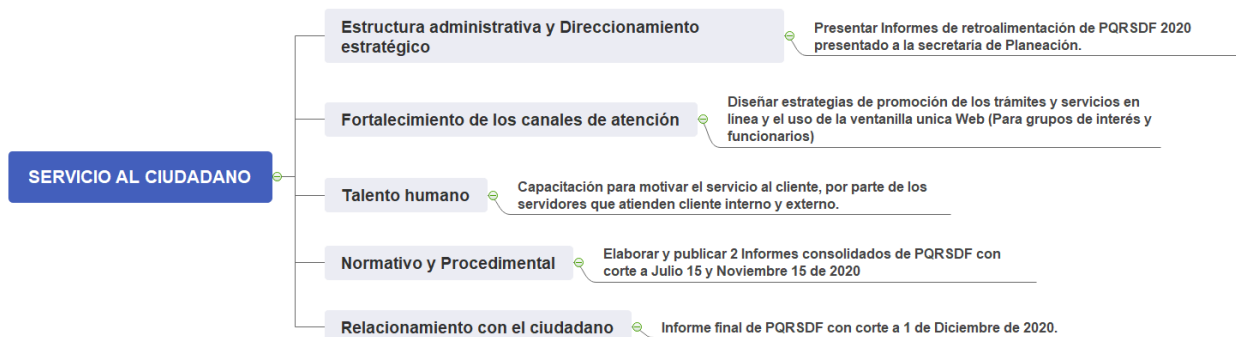 SERVICIO AL CIUDADANO
Estructura administrativa y Direccionamiento
estratégico
Presentar Informes de retroalimentación de PQRSDF 2020
presentado a la secretaría de Planeación.
Fortalecimiento de los canales de atención
Diseñar estrategias de promoción de los trámites y servicios en
línea y el uso de la ventanilla unica Web (Para grupos de interés y
funcionarios)
Talento humano
Capacitación para motivar el servicio al cliente, por parte de los
servidores que atienden cliente interno y externo.
Normativo y Procedimental
Elaborar y publicar 2 Informes consolidados de PQRSDF con
corte a Julio 15 y Noviembre 15 de 2020
Relacionamiento con el ciudadano
Informe final de PQRSDF con corte a 1 de Diciembre de 2020.